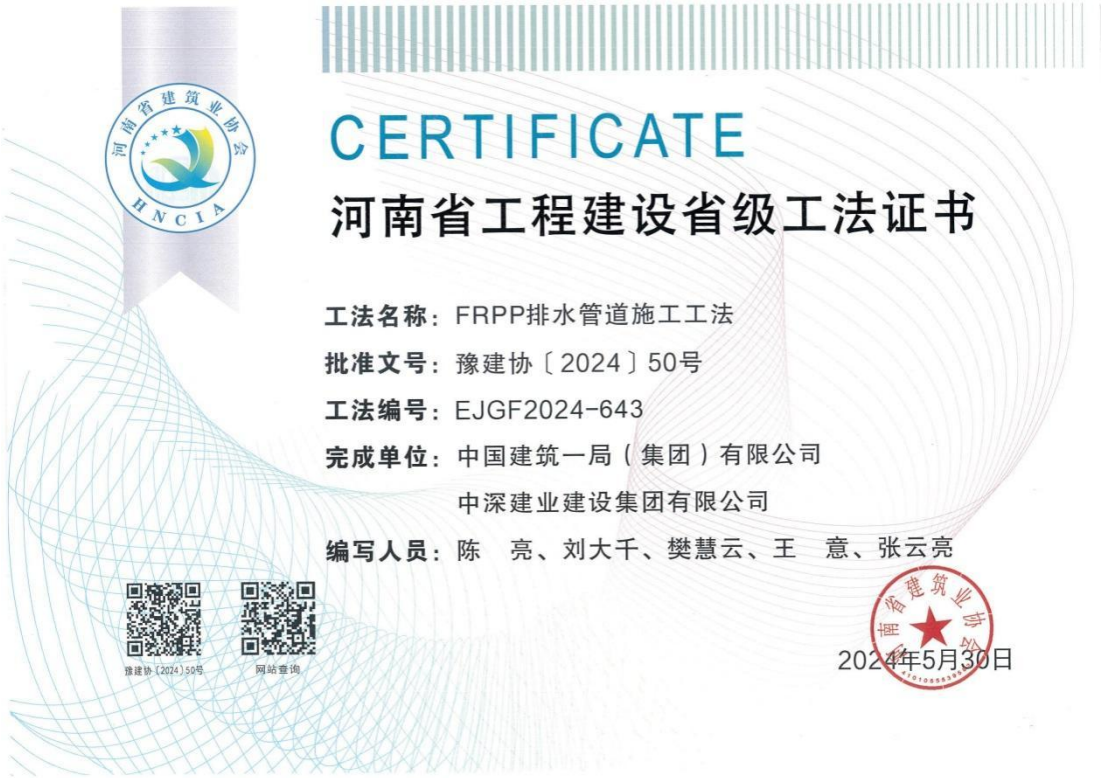 河南省建筑业协会
HNCIA
CERTIFICATE
河南省工程建设省级工法证书
工法名称：FRPP排水管道施工工法
批准文号：豫建协〔2024〕50号
工法编号：EJGF2024-643
完成单位：中国建筑一局（集团）有限公司
中深建业建设集团有限公司
编写人员：陈　亮、刘大千、樊慧云、王　意、张云亮
豫建协〔2024〕50号
网站查询
河南省建筑业协会
2024年5月30日